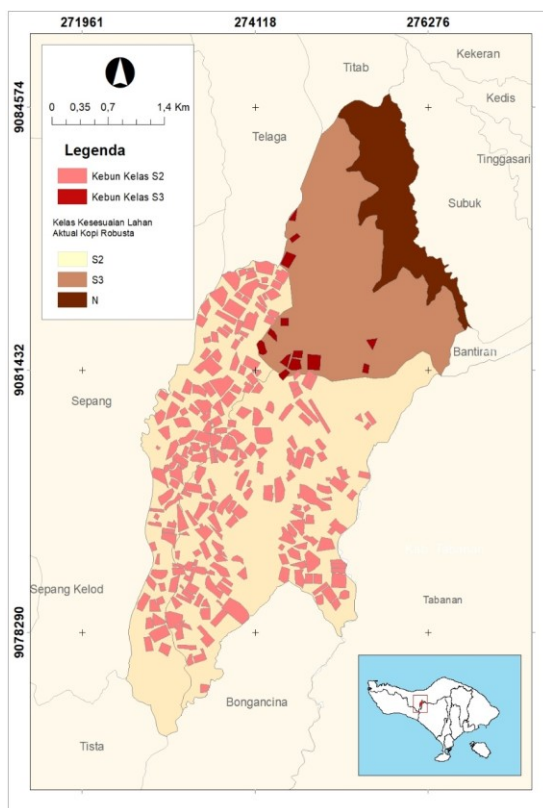 271961 274118 276276
9084574
9081432
9078290
0 0,35 0,7 1,4 Km
Legenda
Kebun Kelas S2
Kebun Kelas S3
Kelas Kesesuaian Lahan
Aktual Kopi Robusta
S2
S3
N
Titab
Kekeran
Kedis
Telaga
Tinggasari
Subuk
Bantiran
Sepang
Sepang Kelod
Tabanan
Bongancina
Tista